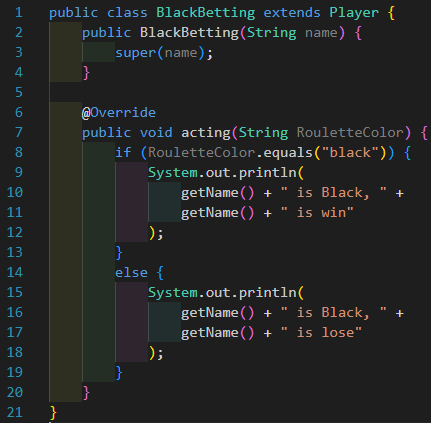 1 public class BlackBetting extends Player {
2     public BlackBetting(String name) {
3         super(name);
4     }
5
6     @Override
7     public void acting(String RouletteColor) {
8         if (RouletteColor.equals("black")) {
9             System.out.println(
10                 getName() + " is Black, " +
11                 getName() + " is win"
12             );
13         }
14         else {
15             System.out.println(
16                 getName() + " is Black, " +
17                 getName() + " is lose"
18             );
19         }
20     }
21 }